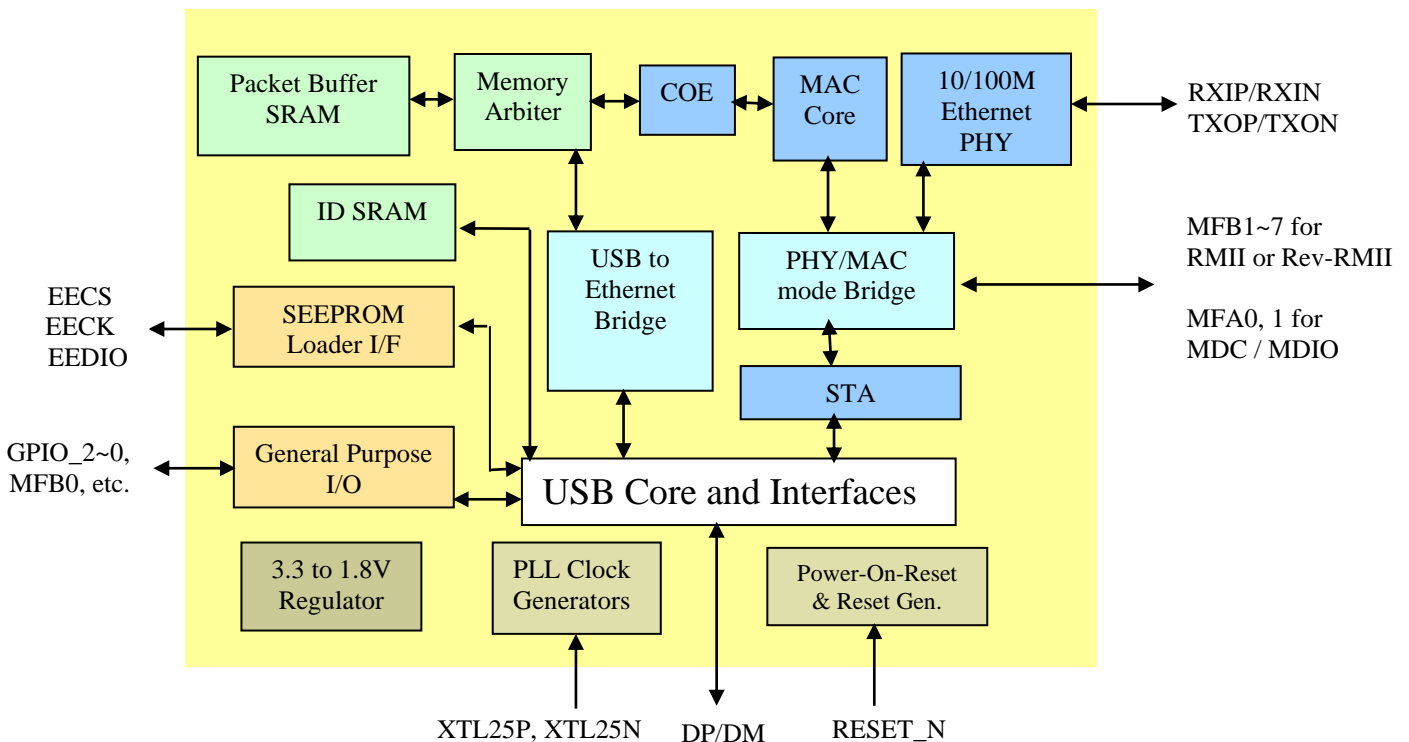 Packet Buffer
SRAM
Memory
Arbiter
COE
MAC
Core
10/100M
Ethernet
PHY
RXIP/RXIN
TXOP/TXON
ID SRAM
USB to
Ethernet
Bridge
PHY/MAC
mode Bridge
MFB1~7 for
RMII or Rev-RMII
MFA0, 1 for
MDC / MDIO
EECS
EECK
EEDIO
SEEPROM
Loader I/F
STA
GPIO_2~0,
MFB0, etc.
General Purpose
I/O
USB Core and Interfaces
3.3 to 1.8V
Regulator
PLL Clock
Generators
Power-On-Reset
& Reset Gen.
XTL25P, XTL25N
DP/DM
RESET_N